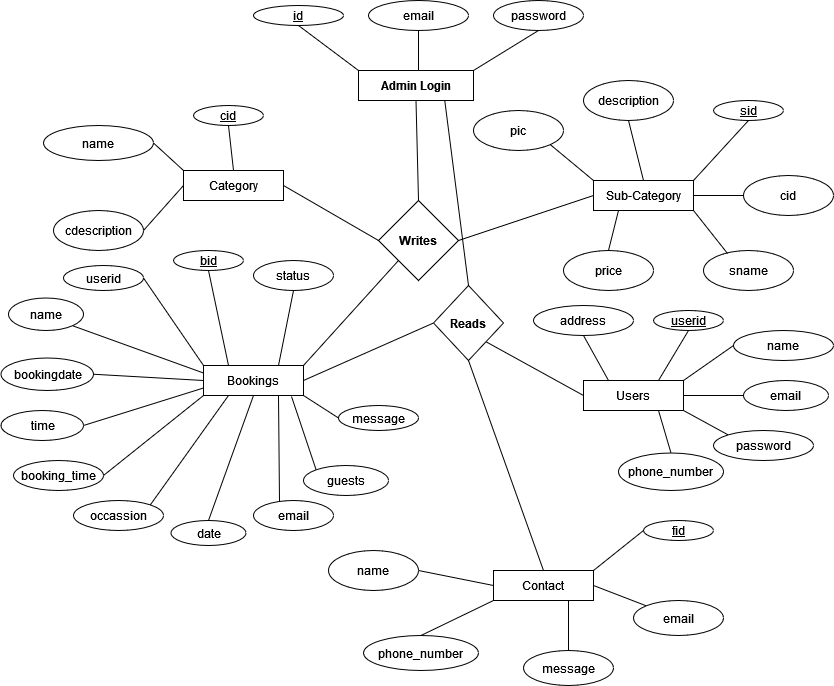 id
email
password
Admin Login
cid
name
Category
cdescription
pic
description
sid
Sub-Category
cid
price
sname
Writes
Reads
userid
bid
status
name
bookingdate
Bookings
time
booking_time
occassion
date
email
guests
message
address
userid
name
Users
email
password
phone_number
fid
name
Contact
email
phone_number
message